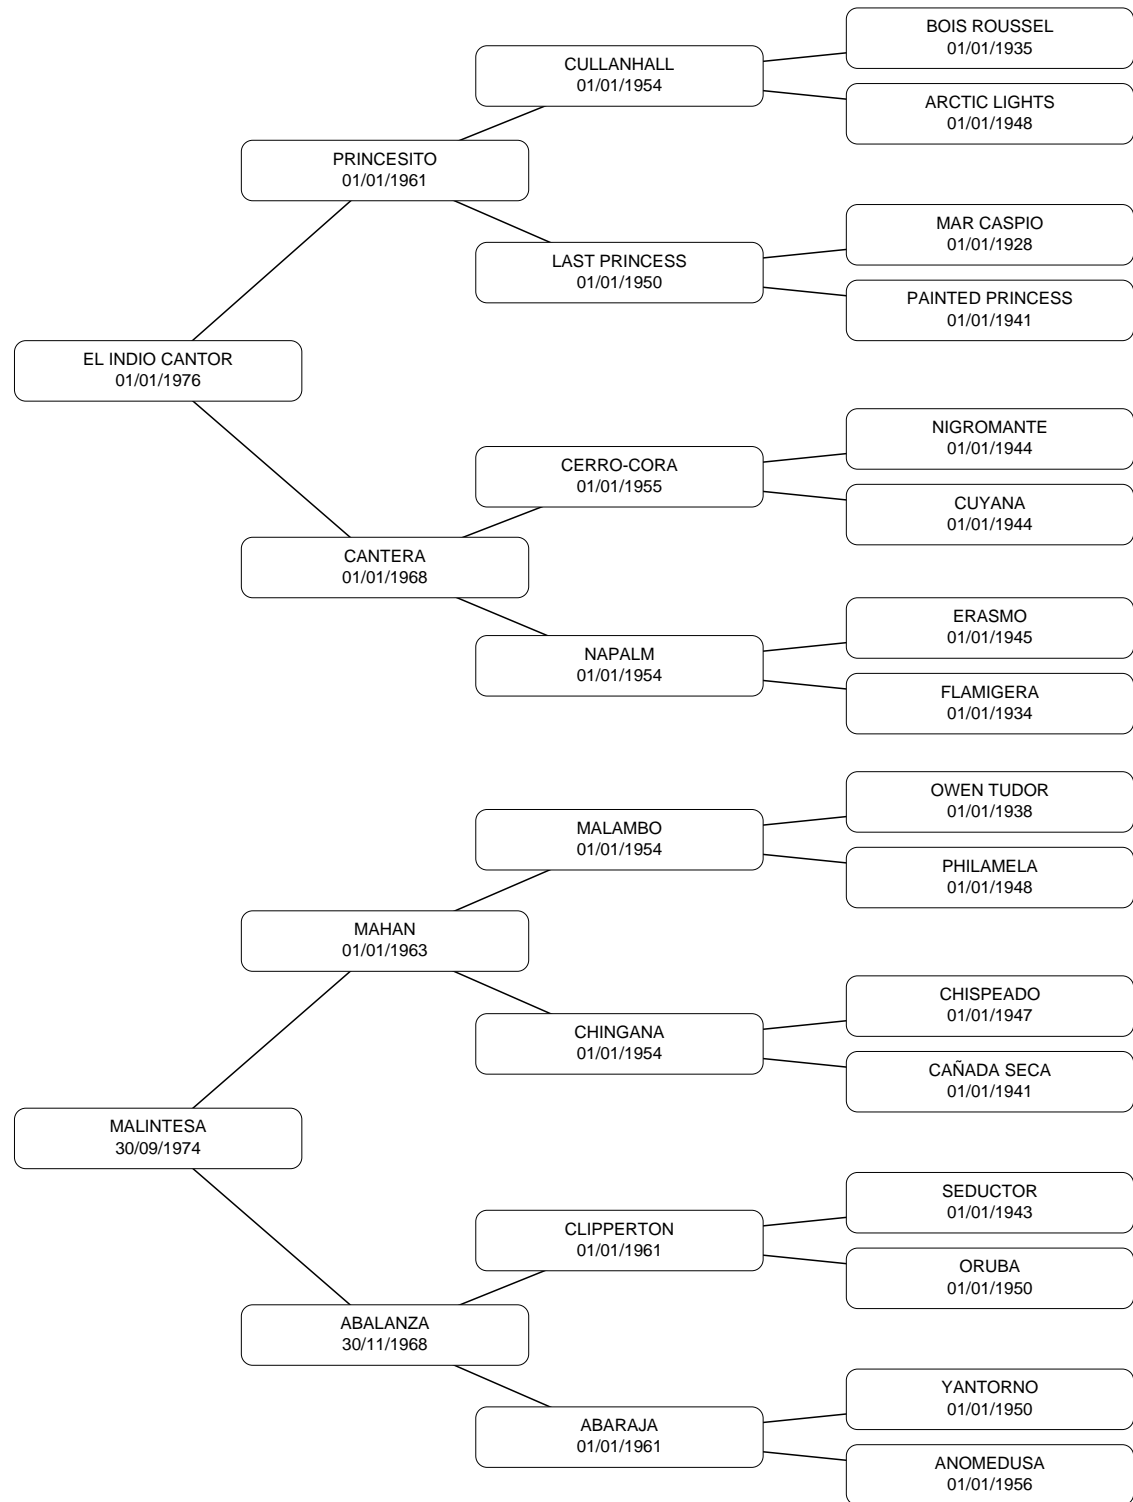 BOIS ROUSSEL
01/01/1935
CULLANHALL
01/01/1954
ARCTIC LIGHTS
01/01/1948
PRINCESITO
01/01/1961
MAR CASPIO
01/01/1928
LAST PRINCESS
01/01/1950
PAINTED PRINCESS
01/01/1941
EL INDIO CANTOR
01/01/1976
NIGROMANTE
01/01/1944
CERRO-CORA
01/01/1955
CUYANA
01/01/1944
CANTERA
01/01/1968
ERASMO
01/01/1945
NAPALM
01/01/1954
FLAMIGERA
01/01/1934
OWEN TUDOR
01/01/1938
MALAMBO
01/01/1954
PHILAMELA
01/01/1948
MAHAN
01/01/1963
CHISPEADO
01/01/1947
CHINGANA
01/01/1954
CAÑADA SECA
01/01/1941
MALINTESA
30/09/1974
SEDUCTOR
01/01/1943
CLIPPERTON
01/01/1961
ORUBA
01/01/1950
ABALANZA
30/11/1968
YANTORNO
01/01/1950
ABARAJA
01/01/1961
ANOMEDUSA
01/01/1956